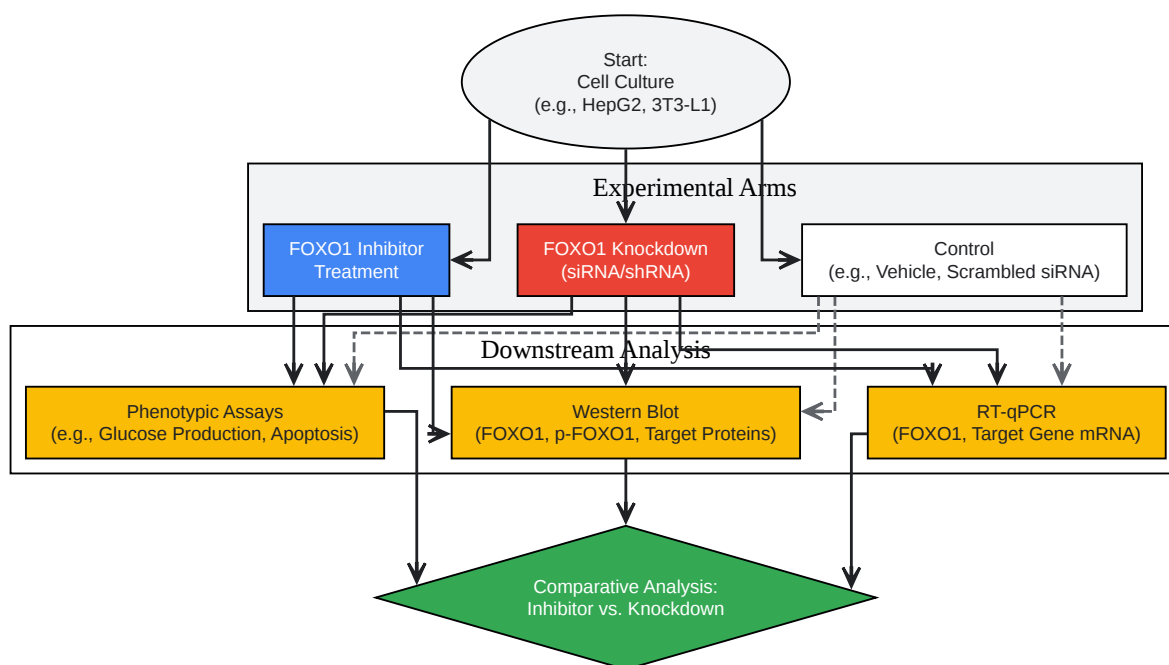 Start:
Cell Culture
(e.g., HepG2, 3T3-L1)
Experimental Arms
FOXO1 Inhibitor
Treatment
FOXO1 Knockdown
(siRNA/shRNA)
Control
(e.g., Vehicle, Scrambled siRNA)
Downstream Analysis
Phenotypic Assays
(e.g., Glucose Production, Apoptosis)
Western Blot
(FOXO1, p-FOXO1, Target Proteins)
RT-qPCR
(FOXO1, Target Gene mRNA)
Comparative Analysis:
Inhibitor vs. Knockdown